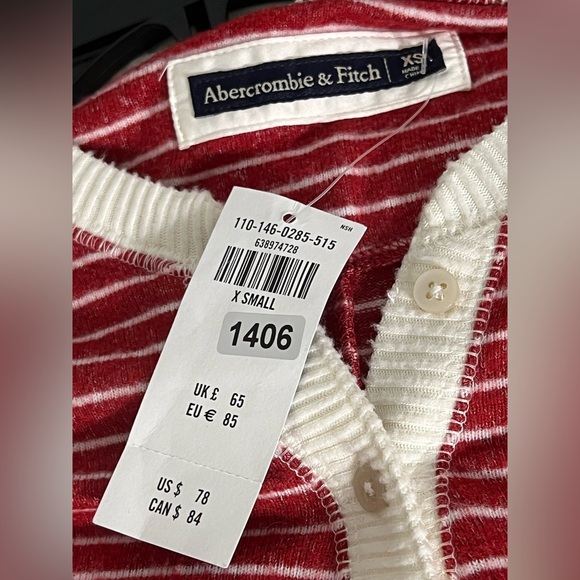 Abercrombie & Fitch
XS
MADE
110-146-0285-515
NSH
638974728
X SMALL
1406
UK £ 65
EU € 85
US $ 78
CAN $ 84